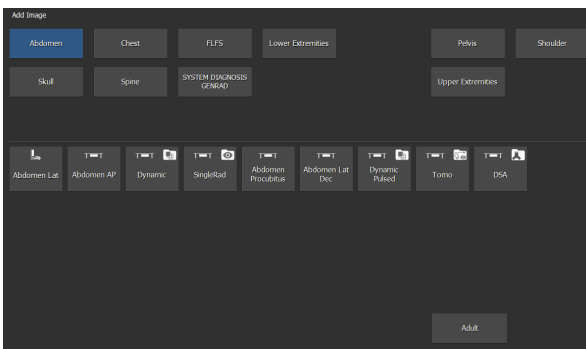 Add Image
Abdomen
Chest
FLFS
Lower Extremities
Pelvis
Shoulder
Skull
Spine
SYSTEM DIAGNOSIS
GENRAD
Upper Extremities
Abdomen Lat
Abdomen AP
Dynamic
SingleRad
Abdomen
Procubitus
Abdomen Lat
Dec
Dynamic
Pulsed
Tomo
DSA
Adult